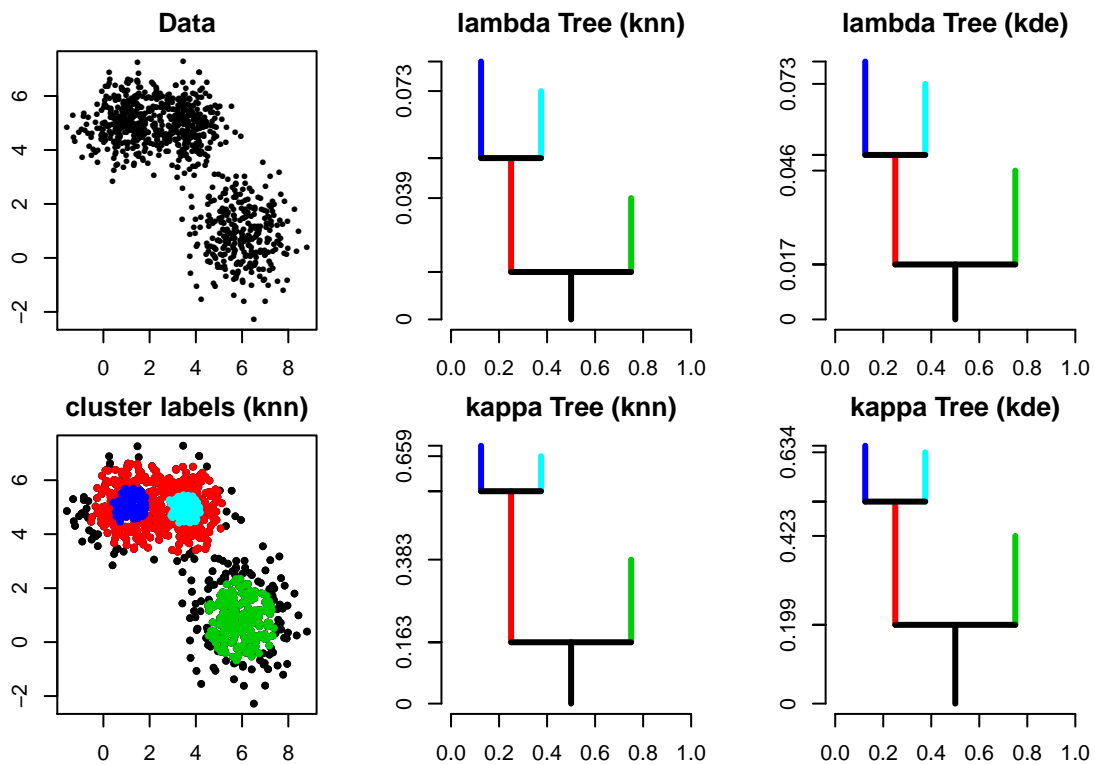 Data
6
4
2
0
−2
0 2 4 6 8
lambda Tree (knn)
0.073
0.039
0
0.0 0.2 0.4 0.6 0.8 1.0
lambda Tree (kde)
0.073
0.046
0.017
0
0.0 0.2 0.4 0.6 0.8 1.0
cluster labels (knn)
6
4
2
0
−2
0 2 4 6 8
kappa Tree (knn)
0.659
0.383
0.163
0
0.0 0.2 0.4 0.6 0.8 1.0
kappa Tree (kde)
0.634
0.423
0.199
0
0.0 0.2 0.4 0.6 0.8 1.0